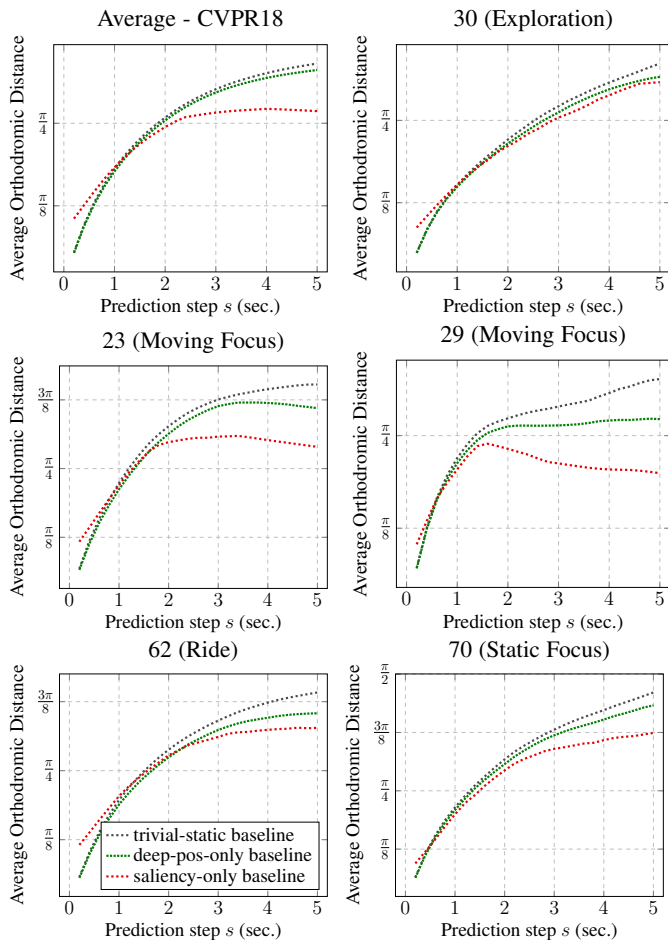 Average - CVPR18
30 (Exploration)
Average Orthodromic Distance
π/4
π/8
0 1 2 3 4 5
Prediction step s (sec.)
Average Orthodromic Distance
π/4
π/8
0 1 2 3 4 5
Prediction step s (sec.)
23 (Moving Focus)
29 (Moving Focus)
Average Orthodromic Distance
3π/8
π/4
π/8
0 1 2 3 4 5
Prediction step s (sec.)
Average Orthodromic Distance
π/4
π/8
0 1 2 3 4 5
Prediction step s (sec.)
62 (Ride)
70 (Static Focus)
Average Orthodromic Distance
3π/8
π/4
π/8
trivial-static baseline
deep-pos-only baseline
saliency-only baseline
0 1 2 3 4 5
Prediction step s (sec.)
Average Orthodromic Distance
π/2
3π/8
π/4
π/8
0 1 2 3 4 5
Prediction step s (sec.)